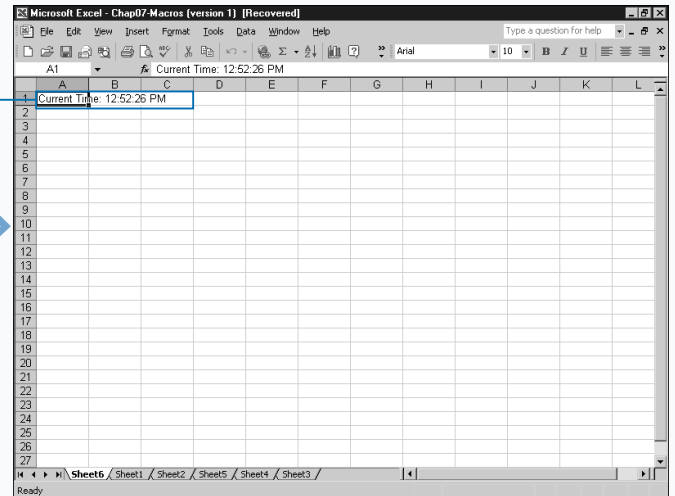 Microsoft Excel - Chap07-Macros (version 1) [Recovered]
File Edit View Insert Format Tools Data Window Help
Type a question for help
Arial
10
B I U
A1
fx Current Time: 12:52:26 PM
A B C D E F G H I J K L
1 Current Time: 12:52:26 PM
2
3
4
5
6
7
8
9
10
11
12
13
14
15
16
17
18
19
20
21
22
23
24
25
26
27
Sheet6 / Sheet1 / Sheet2 / Sheet5 / Sheet4 / Sheet3 /
Ready